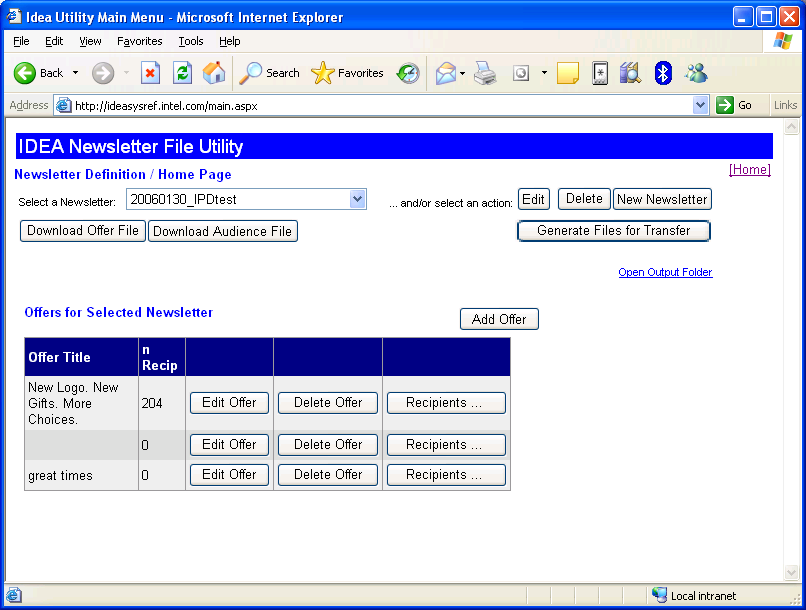 Idea Utility Main Menu - Microsoft Internet Explorer
File Edit View Favorites Tools Help
Back Search Favorites
Address http://ideasysref.intel.com/main.aspx Go Links
IDEA Newsletter File Utility
[Home]
Newsletter Definition / Home Page
Select a Newsletter: 20060130_IPDtest ... and/or select an action: Edit Delete New Newsletter
Download Offer File Download Audience File Generate Files for Transfer
Open Output Folder
Offers for Selected Newsletter Add Offer
Offer Title n Recip
New Logo. New
Gifts. More
Choices.
204 Edit Offer Delete Offer Recipients ...
0 Edit Offer Delete Offer Recipients ...
great times 0 Edit Offer Delete Offer Recipients ...
Local intranet